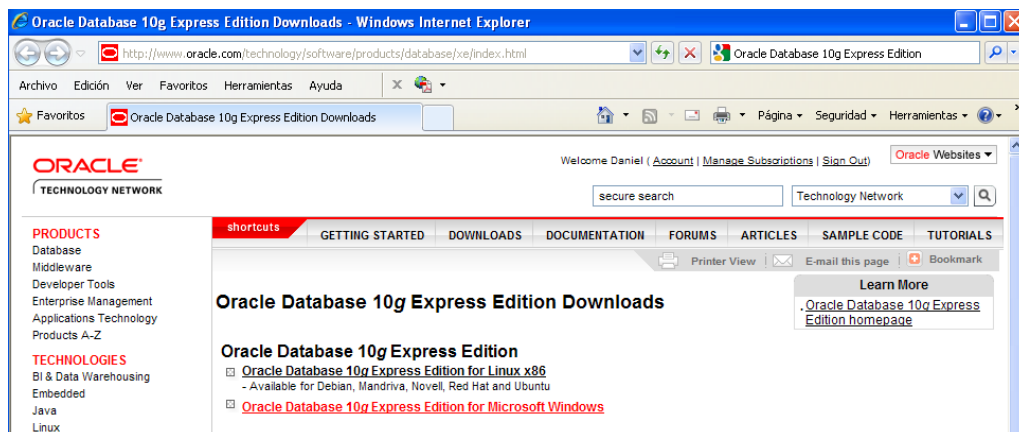 Oracle Database 10g Express Edition Downloads - Windows Internet Explorer
http://www.oracle.com/technology/software/products/database/xe/index.html
Oracle Database 10g Express Edition
Archivo Edición Ver Favoritos Herramientas Ayuda
Favoritos
Oracle Database 10g Express Edition Downloads
Página
Seguridad
Herramientas
ORACLE
TECHNOLOGY NETWORK
Welcome Daniel ( Account | Manage Subscriptions | Sign Out)
Oracle Websites
secure search
Technology Network
PRODUCTS
Database
Middleware
Developer Tools
Enterprise Management
Applications Technology
Products A-Z
TECHNOLOGIES
BI & Data Warehousing
Embedded
Java
Linux
shortcuts
GETTING STARTED DOWNLOADS DOCUMENTATION FORUMS ARTICLES SAMPLE CODE TUTORIALS
Printer View | E-mail this page | Bookmark
Oracle Database 10g Express Edition Downloads
Learn More
Oracle Database 10g Express
Edition homepage
Oracle Database 10g Express Edition
Oracle Database 10g Express Edition for Linux x86
- Available for Debian, Mandriva, Novell, Red Hat and Ubuntu
Oracle Database 10g Express Edition for Microsoft Windows